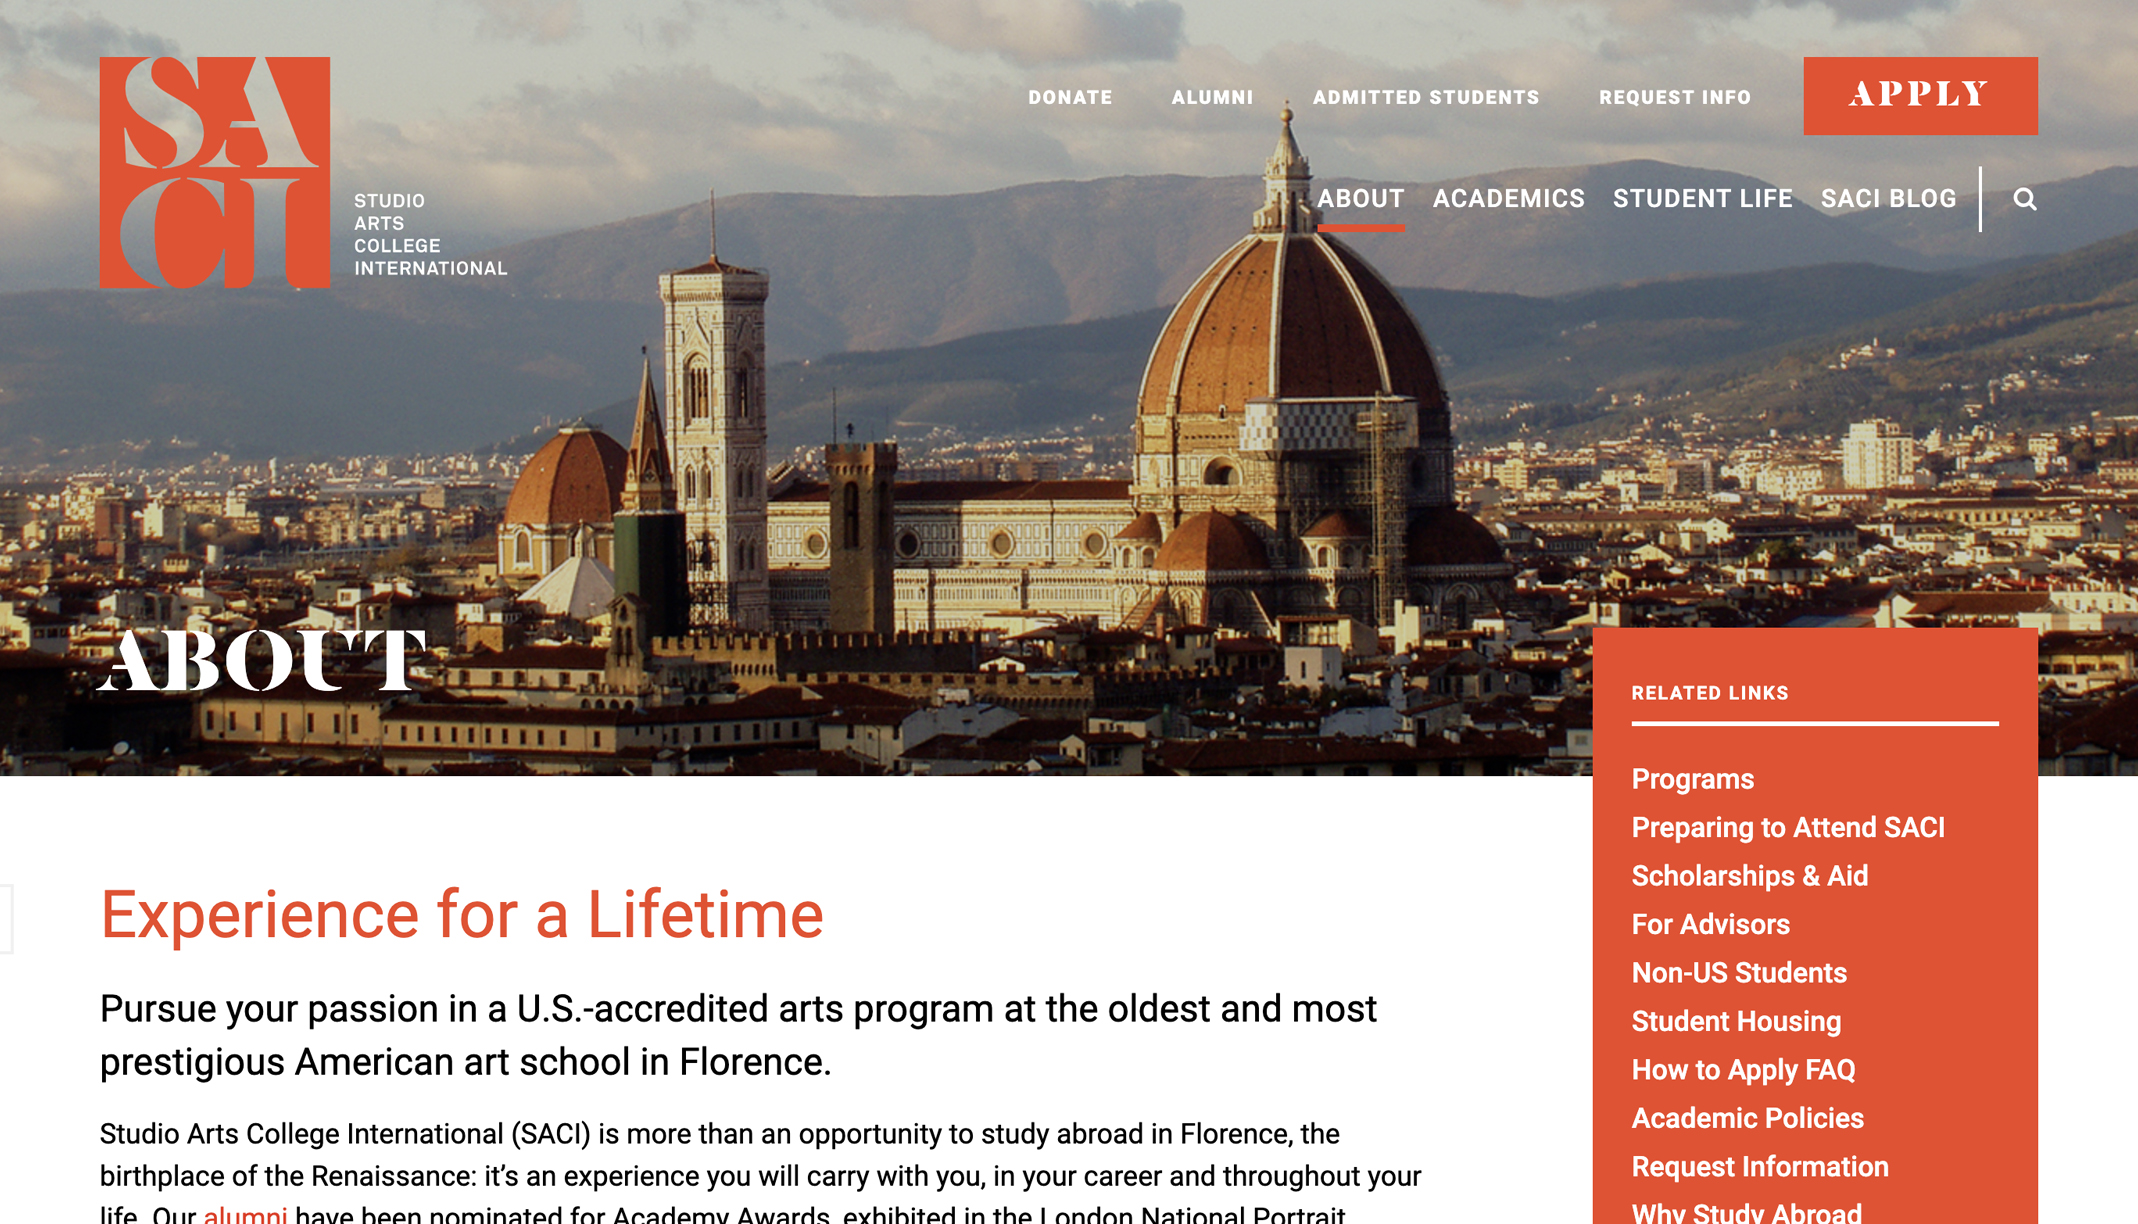 SACI
STUDIO
ARTS
COLLEGE
INTERNATIONAL
DONATE ALUMNI ADMITTED STUDENTS REQUEST INFO APPLY
ABOUT ACADEMICS STUDENT LIFE SACI BLOG
ABOUT
RELATED LINKS
Programs
Preparing to Attend SACI
Scholarships & Aid
For Advisors
Non-US Students
Student Housing
How to Apply FAQ
Academic Policies
Request Information
Why Study Abroad
Experience for a Lifetime
Pursue your passion in a U.S.-accredited arts program at the oldest and most
prestigious American art school in Florence.
Studio Arts College International (SACI) is more than an opportunity to study abroad in Florence, the
birthplace of the Renaissance: it’s an experience you will carry with you, in your career and throughout your
life. Our alumni have been nominated for Academy Awards, exhibited in the London National Portrait